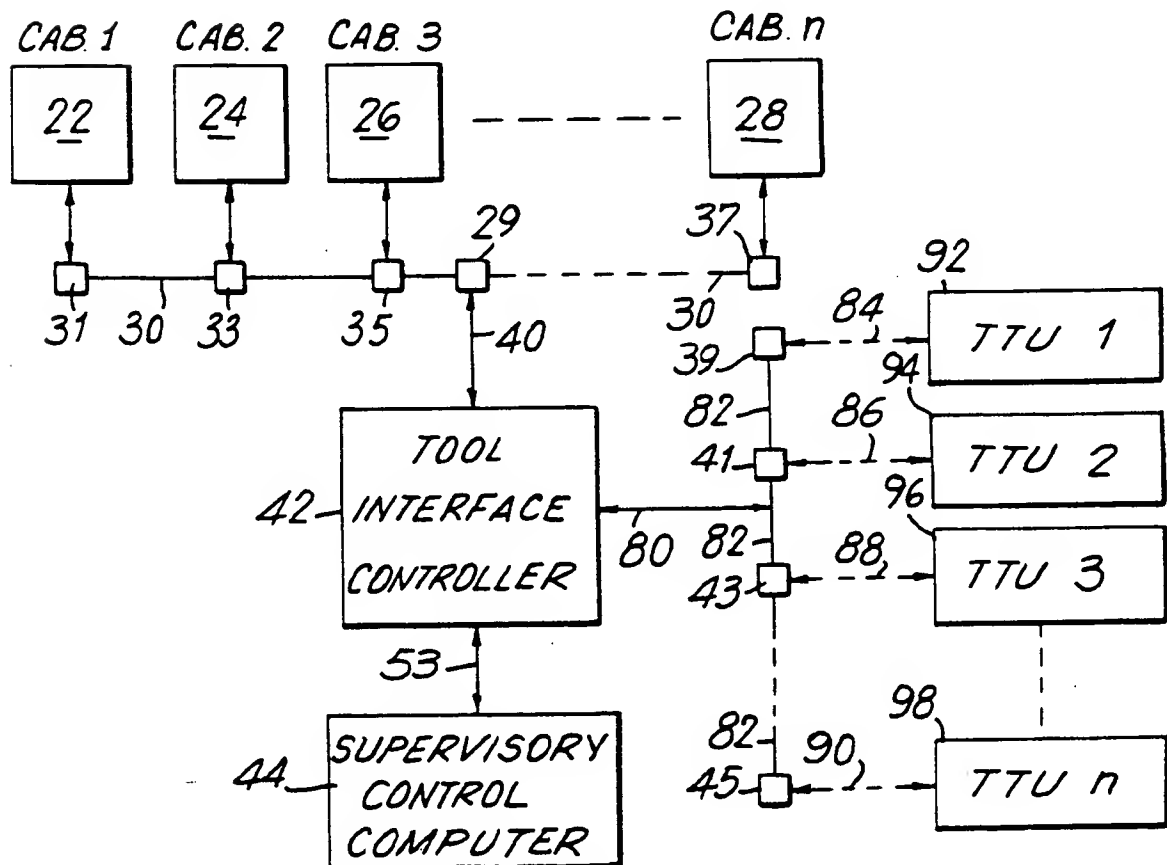 CAB. 1 CAB. 2 CAB. 3 CAB. n
22 24 26 28
37
29
31 30 33 35 30
40
92
84 TTU 1
39
94
82 86 TTU 2
41
96
TOOL
42 INTERFACE
CONTROLLER
80 82 88 TTU 3
43
53
98
82 90 TTU n
45
SUPERVISORY
44 CONTROL
COMPUTER